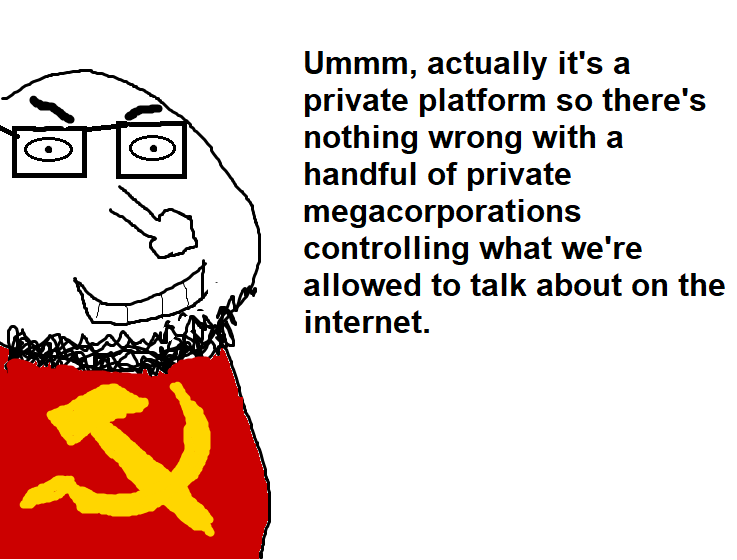 Ummm, actually it's a
private platform so there's
nothing wrong with a
handful of private
megacorporations
controlling what we're
allowed to talk about on the
internet.